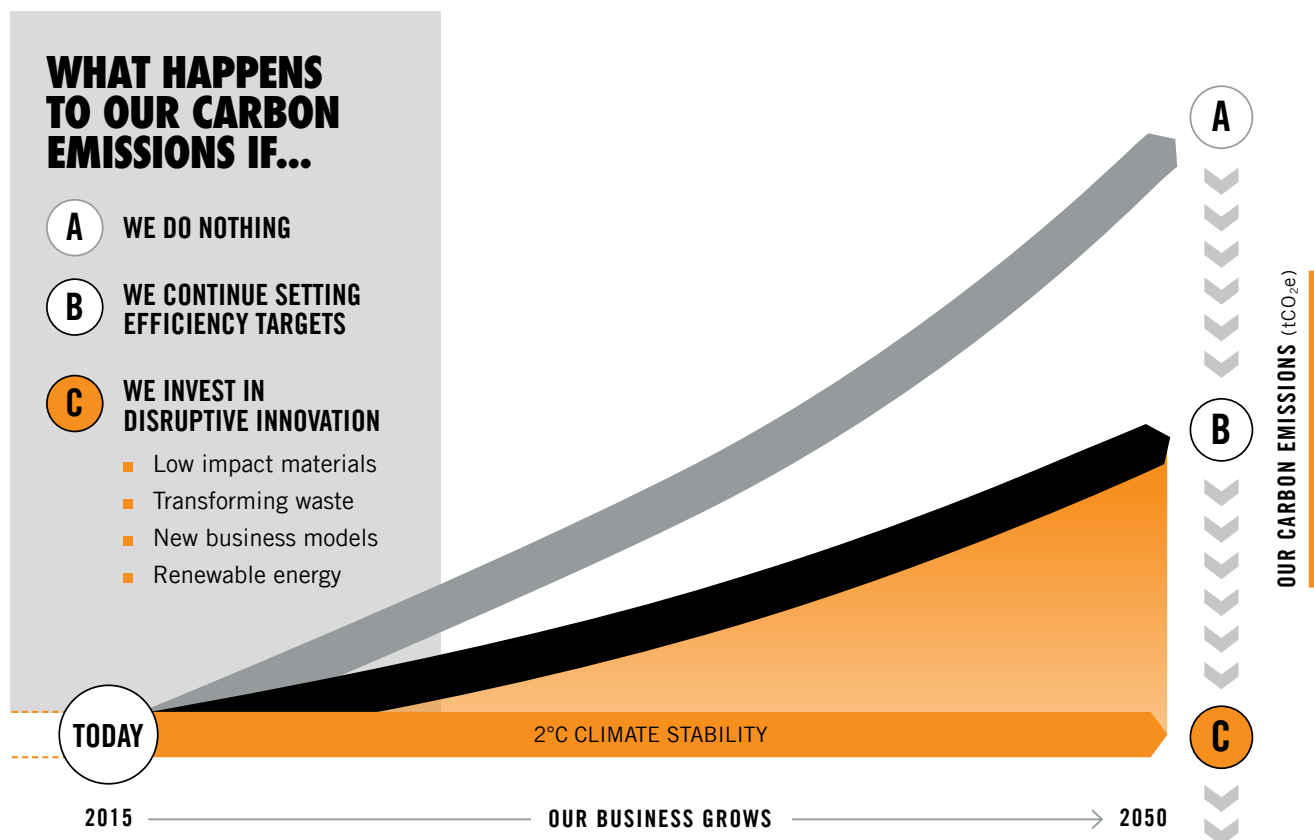 WHAT HAPPENS
TO OUR CARBON
EMISSIONS IF...
A
WE DO NOTHING
B
WE CONTINUE SETTING
EFFICIENCY TARGETS
C
WE INVEST IN
DISRUPTIVE INNOVATION
Low impact materials
Transforming waste
New business models
Renewable energy
A
B
C
OUR CARBON EMISSIONS (tCO₂e)
TODAY
2°C CLIMATE STABILITY
2015
OUR BUSINESS GROWS
2050